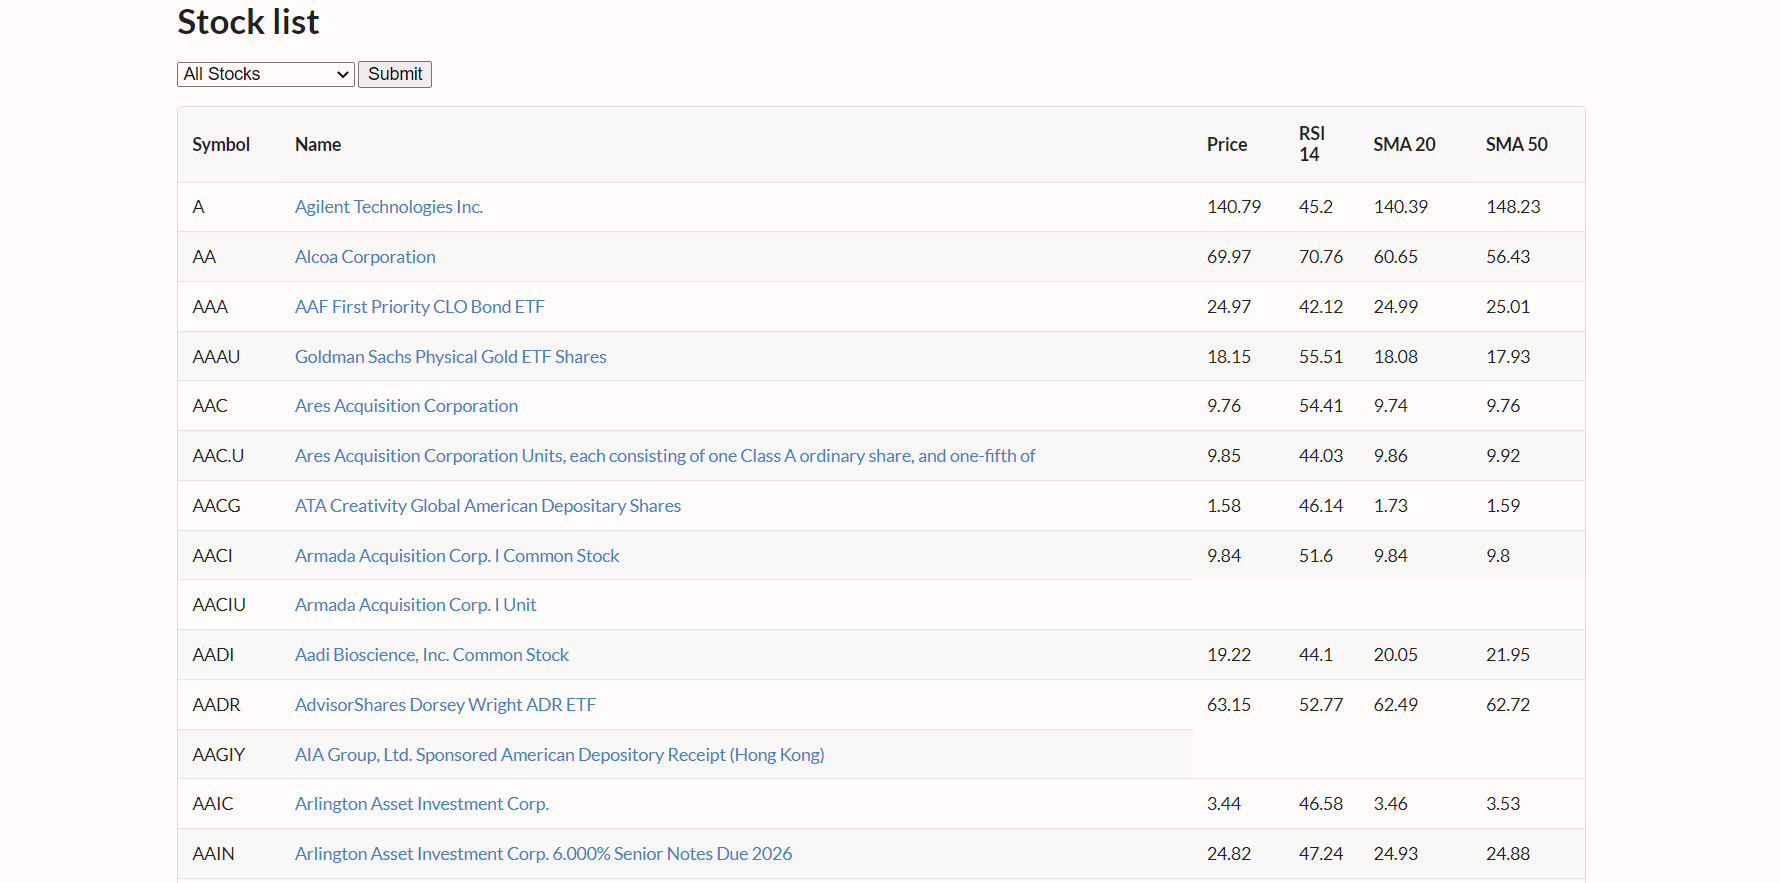 Stock list
All Stocks Submit
Symbol Name Price RSI 14 SMA 20 SMA 50
A Agilent Technologies Inc. 140.79 45.2 140.39 148.23
AA Alcoa Corporation 69.97 70.76 60.65 56.43
AAA AAF First Priority CLO Bond ETF 24.97 42.12 24.99 25.01
AAAU Goldman Sachs Physical Gold ETF Shares 18.15 55.51 18.08 17.93
AAC Ares Acquisition Corporation 9.76 54.41 9.74 9.76
AAC.U Ares Acquisition Corporation Units, each consisting of one Class A ordinary share, and one-fifth of 9.85 44.03 9.86 9.92
AACG ATA Creativity Global American Depositary Shares 1.58 46.14 1.73 1.59
AACI Armada Acquisition Corp. I Common Stock 9.84 51.6 9.84 9.8
AACIU Armada Acquisition Corp. I Unit
AADI Aadi Bioscience, Inc. Common Stock 19.22 44.1 20.05 21.95
AADR AdvisorShares Dorsey Wright ADR ETF 63.15 52.77 62.49 62.72
AAGIY AIA Group, Ltd. Sponsored American Depository Receipt (Hong Kong)
AAIC Arlington Asset Investment Corp. 3.44 46.58 3.46 3.53
AAIN Arlington Asset Investment Corp. 6.000% Senior Notes Due 2026 24.82 47.24 24.93 24.88